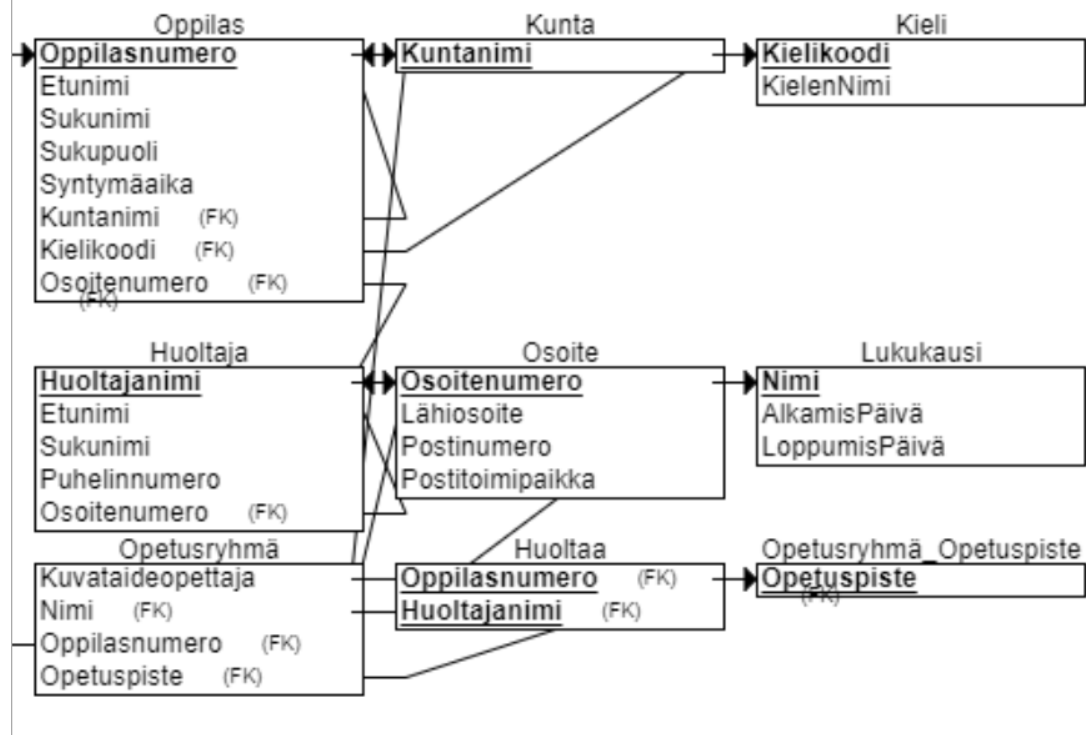 Oppilas
Oppilasnumero
Etunimi
Sukunimi
Sukupuoli
Syntymäaika
Kuntanimi (FK)
Kielikoodi (FK)
Osoitenumero (FK)
(FK)
Kunta
Kuntanimi
Kieli
Kielikoodi
KielenNimi
Huoltaja
Huoltajanimi
Etunimi
Sukunimi
Puhelinnumero
Osoitenumero (FK)
Osoite
Osoitenumero
Lähiosoite
Postinumero
Postitoimipaikka
Lukukausi
Nimi
AlkamisPäivä
LoppumisPäivä
Opetusryhmä
Kuvataideopettaja
Nimi (FK)
Oppilasnumero (FK)
Opetuspiste (FK)
Huoltaa
Oppilasnumero (FK)
Huoltajanimi (FK)
Opetusryhmä_Opetuspiste
Opetuspiste
(FK)